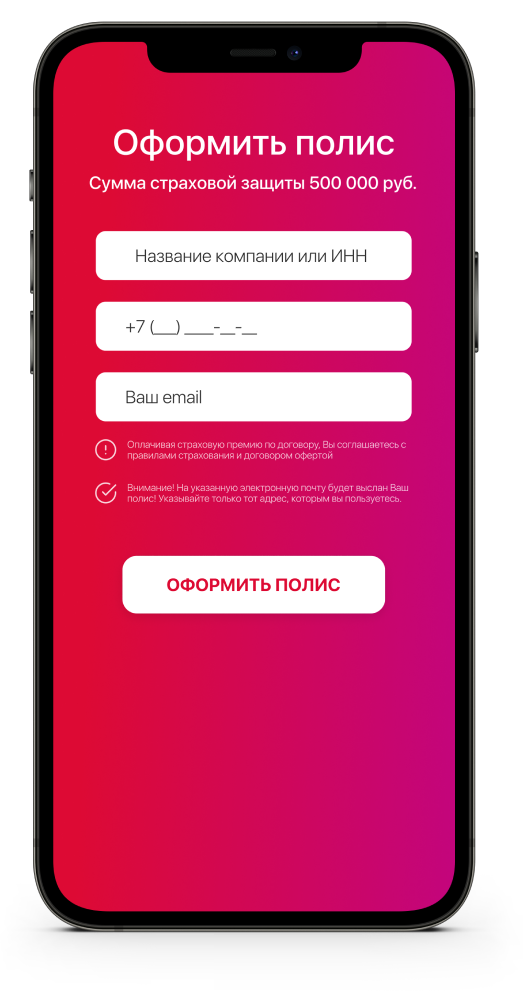 Оформить полис
Сумма страховой защиты 500 000 руб.
Название компании или ИНН
+7 (___) ____-__-__
Ваш email
Оплачивая страховую премию по договору, Вы соглашаетесь с
правилами страхования и договором офертой
Внимание! На указанную электронную почту будет выслан Ваш
полис! Указывайте только тот адрес, которым вы пользуетесь.
ОФОРМИТЬ ПОЛИС